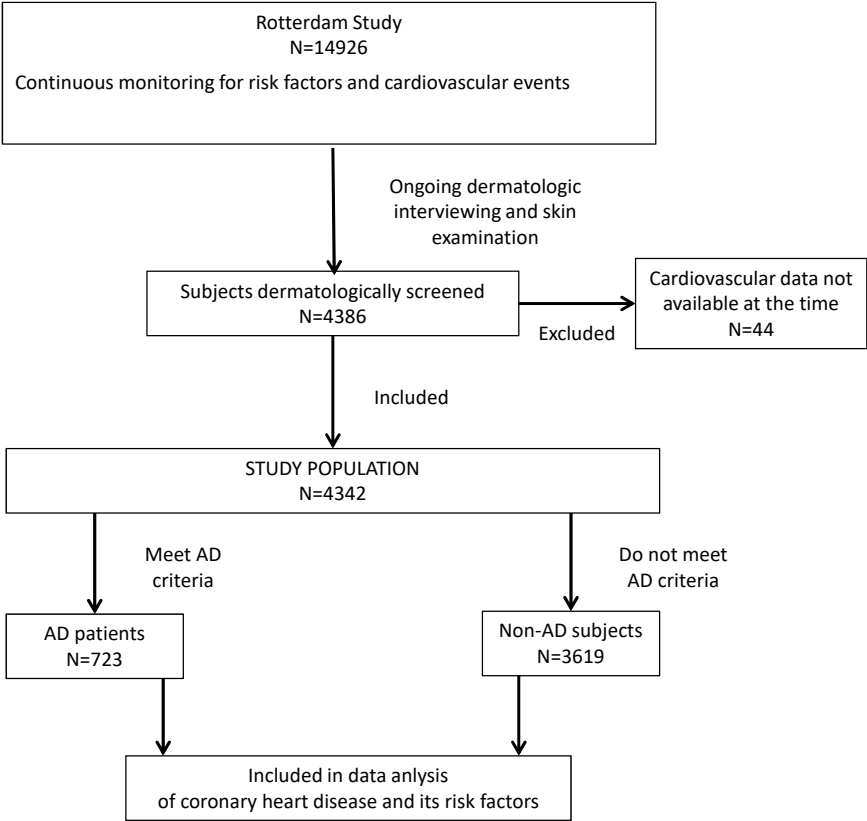 Rotterdam Study
N=14926
Continuous monitoring for risk factors and cardiovascular events
Ongoing dermatologic
interviewing and skin
examination
Subjects dermatologically screened
N=4386
Excluded
Cardiovascular data not
available at the time
N=44
Included
STUDY POPULATION
N=4342
Meet AD
criteria
Do not meet
AD criteria
AD patients
N=723
Non-AD subjects
N=3619
Included in data anlysis
of coronary heart disease and its risk factors